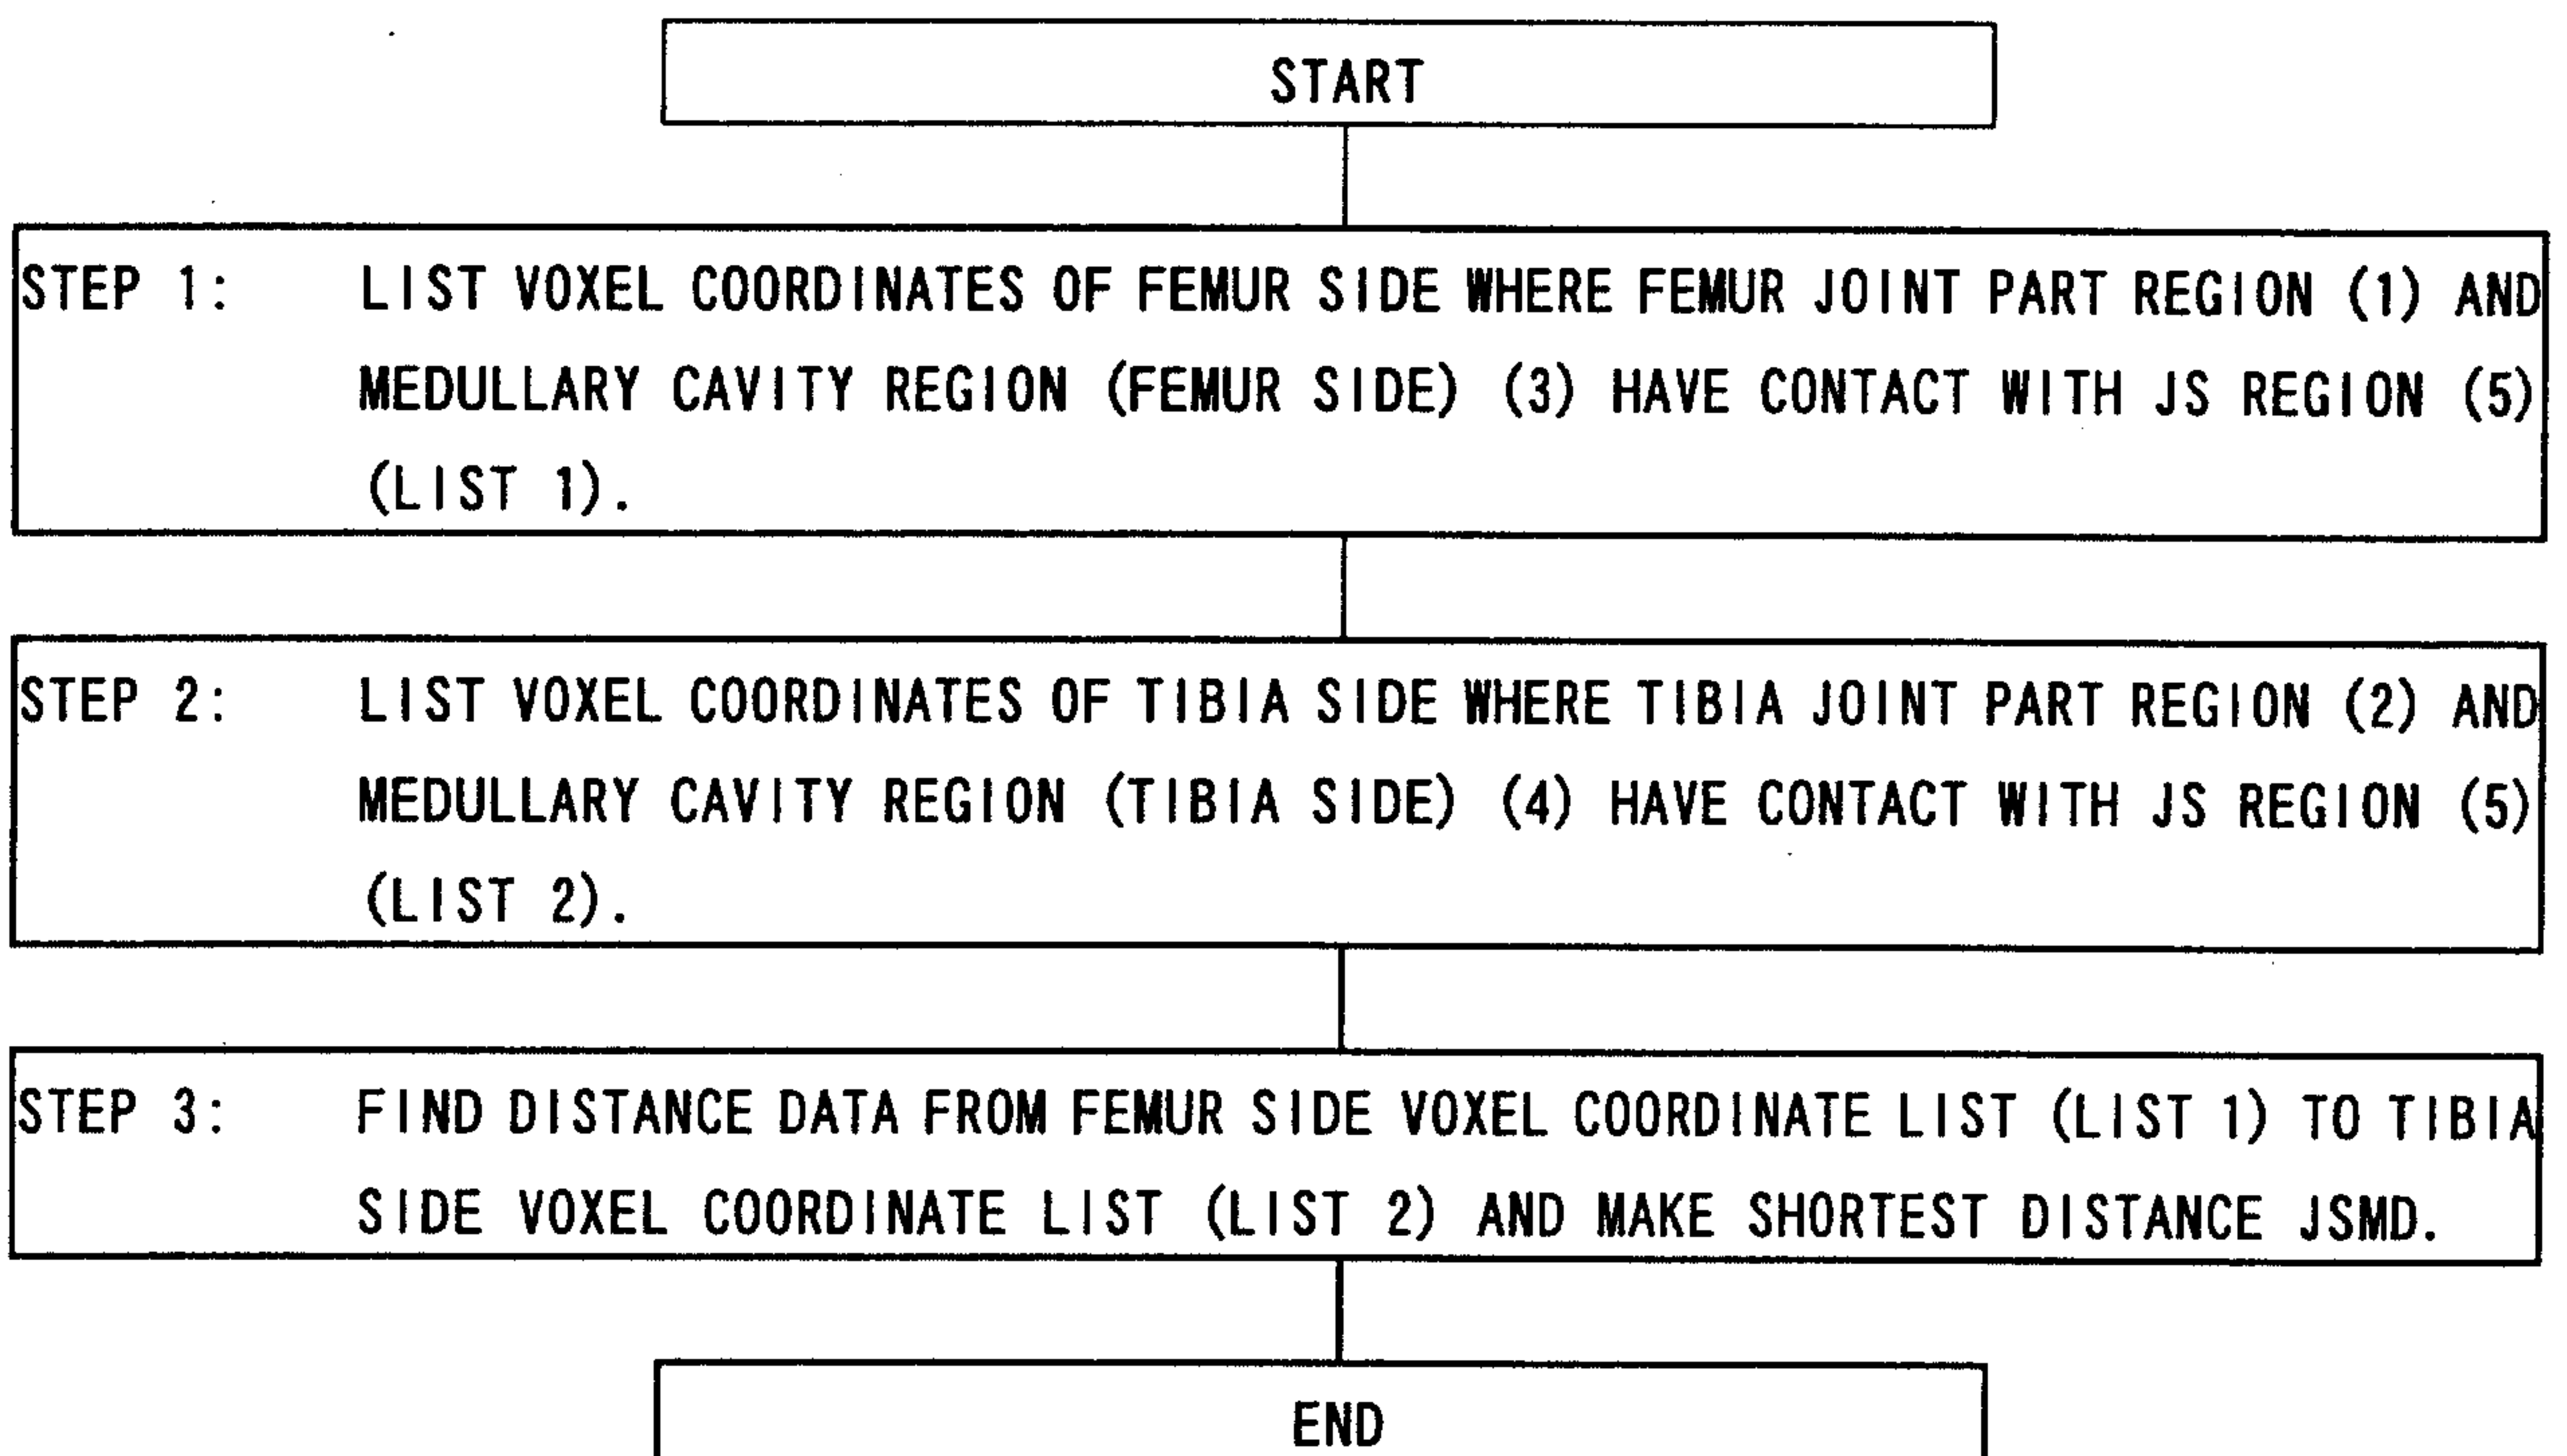 START
STEP 1: LIST VOXEL COORDINATES OF FEMUR SIDE WHERE FEMUR JOINT PART REGION (1) AND
MEDULLARY CAVITY REGION (FEMUR SIDE) (3) HAVE CONTACT WITH JS REGION (5)
(LIST 1).
STEP 2: LIST VOXEL COORDINATES OF TIBIA SIDE WHERE TIBIA JOINT PART REGION (2) AND
MEDULLARY CAVITY REGION (TIBIA SIDE) (4) HAVE CONTACT WITH JS REGION (5)
(LIST 2).
STEP 3: FIND DISTANCE DATA FROM FEMUR SIDE VOXEL COORDINATE LIST (LIST 1) TO TIBIA
SIDE VOXEL COORDINATE LIST (LIST 2) AND MAKE SHORTEST DISTANCE JSMD.
END